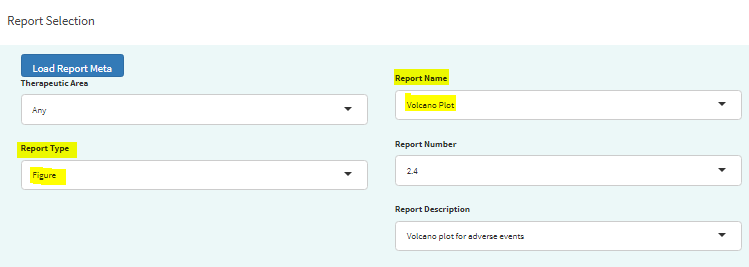 Report Selection
Load Report Meta
Therapeutic Area
Any
Report Type
Figure
Report Name
Volcano Plot
Report Number
2.4
Report Description
Volcano plot for adverse events